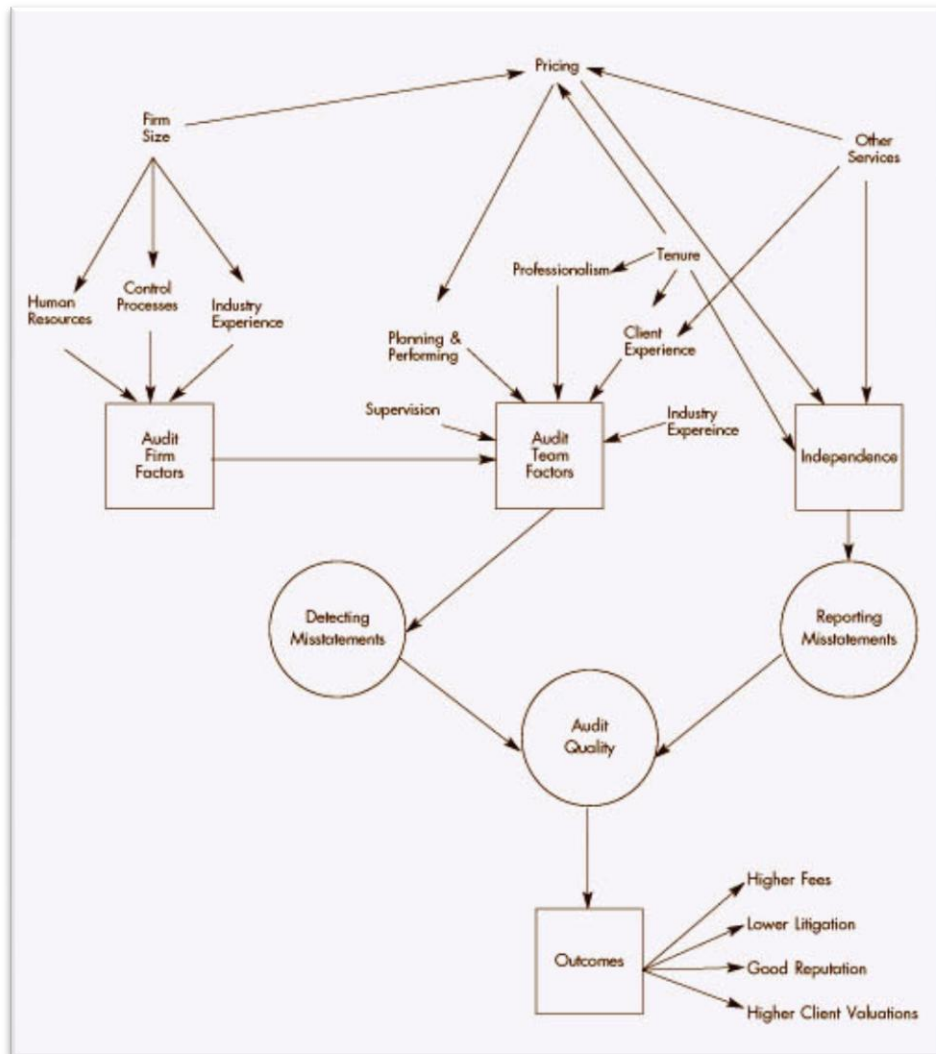 Pricing
Firm
Size
Other
Services
Professionalism
Tenure
Human
Resources
Control
Processes
Industry
Experience
Planning &
Performing
Client
Experience
Supervision
Industry
Expereince
Audit
Firm
Factors
Audit
Team
Factors
Independence
Detecting
Misstatements
Reporting
Misstatements
Audit
Quality
Outcomes
Higher Fees
Lower Litigation
Good Reputation
Higher Client Valuations